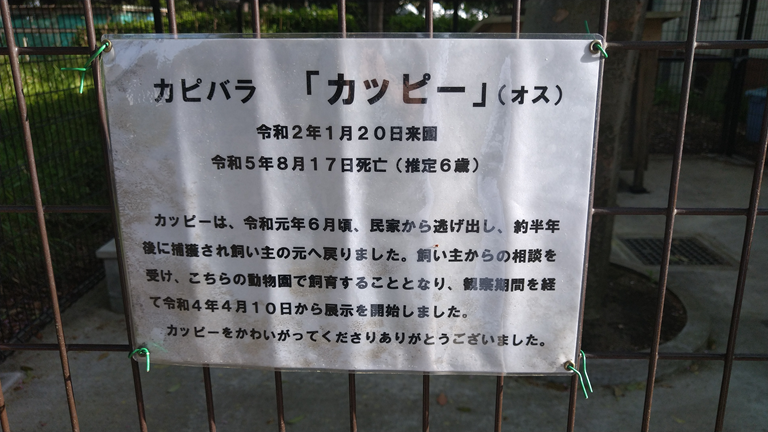 カピバラ 「カッピー」(オス)
令和2年1月20日来園
令和5年8月17日死亡(推定6歳)
カッピーは、令和元年6月頃、民家から逃げ出し、約半年
後に捕獲され飼い主の元へ戻りました。飼い主からの相談を
受け、こちらの動物園で飼育することとなり、観察期間を経
て令和4年4月10日から展示を開始しました。
カッピーをかわいがってくださりありがとうございました。